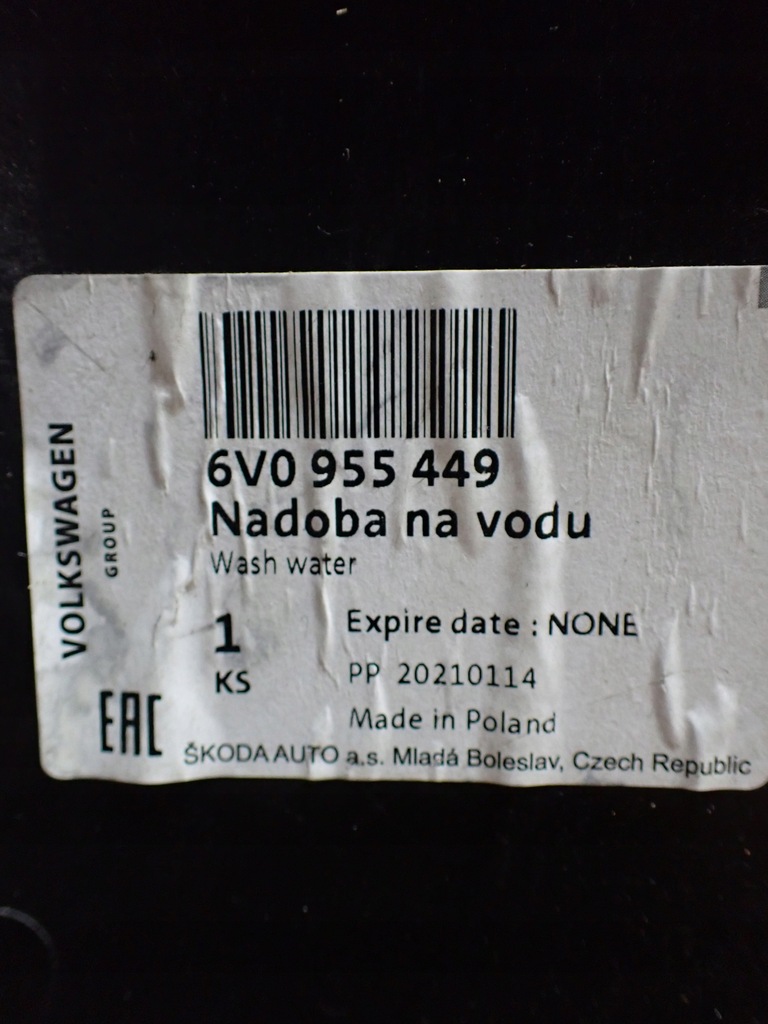 VOLKSWAGEN
GROUP
6V0 955 449
Nadoba na vodu
Wash water
1
KS
Expire date : NONE
PP 20210114
Made in Poland
EAC
ŠKODA AUTO a.s. Mladá Boleslav, Czech Republic